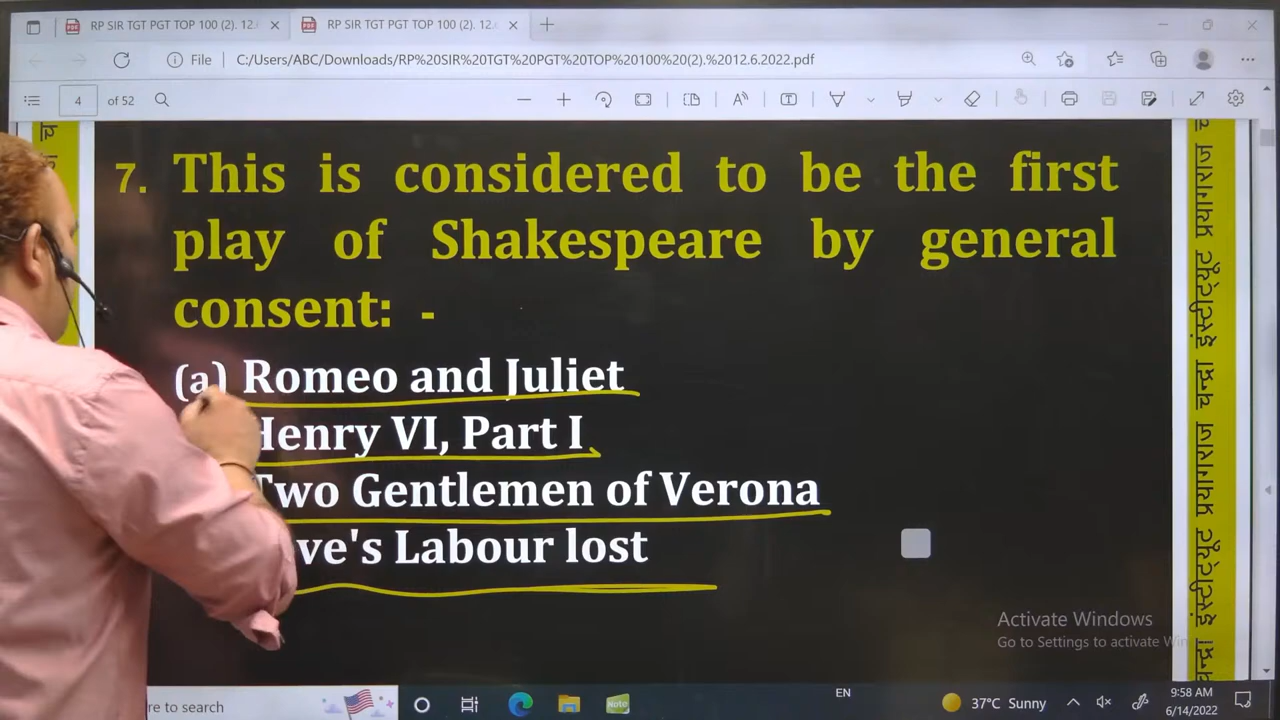 RP SIR TGT PGT TOP 100 (2). 12.
RP SIR TGT PGT TOP 100 (2). 12.
File
C:/Users/ABC/Downloads/RP%20SIR%20TGT%20PGT%20TOP%20100%20(2).%2012.6.2022.pdf
4 of 52
7. This is considered to be the first
play of Shakespeare by general
consent: -
(a) Romeo and Juliet
Henry VI, Part I
Two Gentlemen of Verona
Labour lost
चन्द्रा इंस्टीट्यूट प्रयागराज
Activate Windows
Go to Settings to activate
to search
EN
37°C Sunny
9:58 AM
6/14/2022